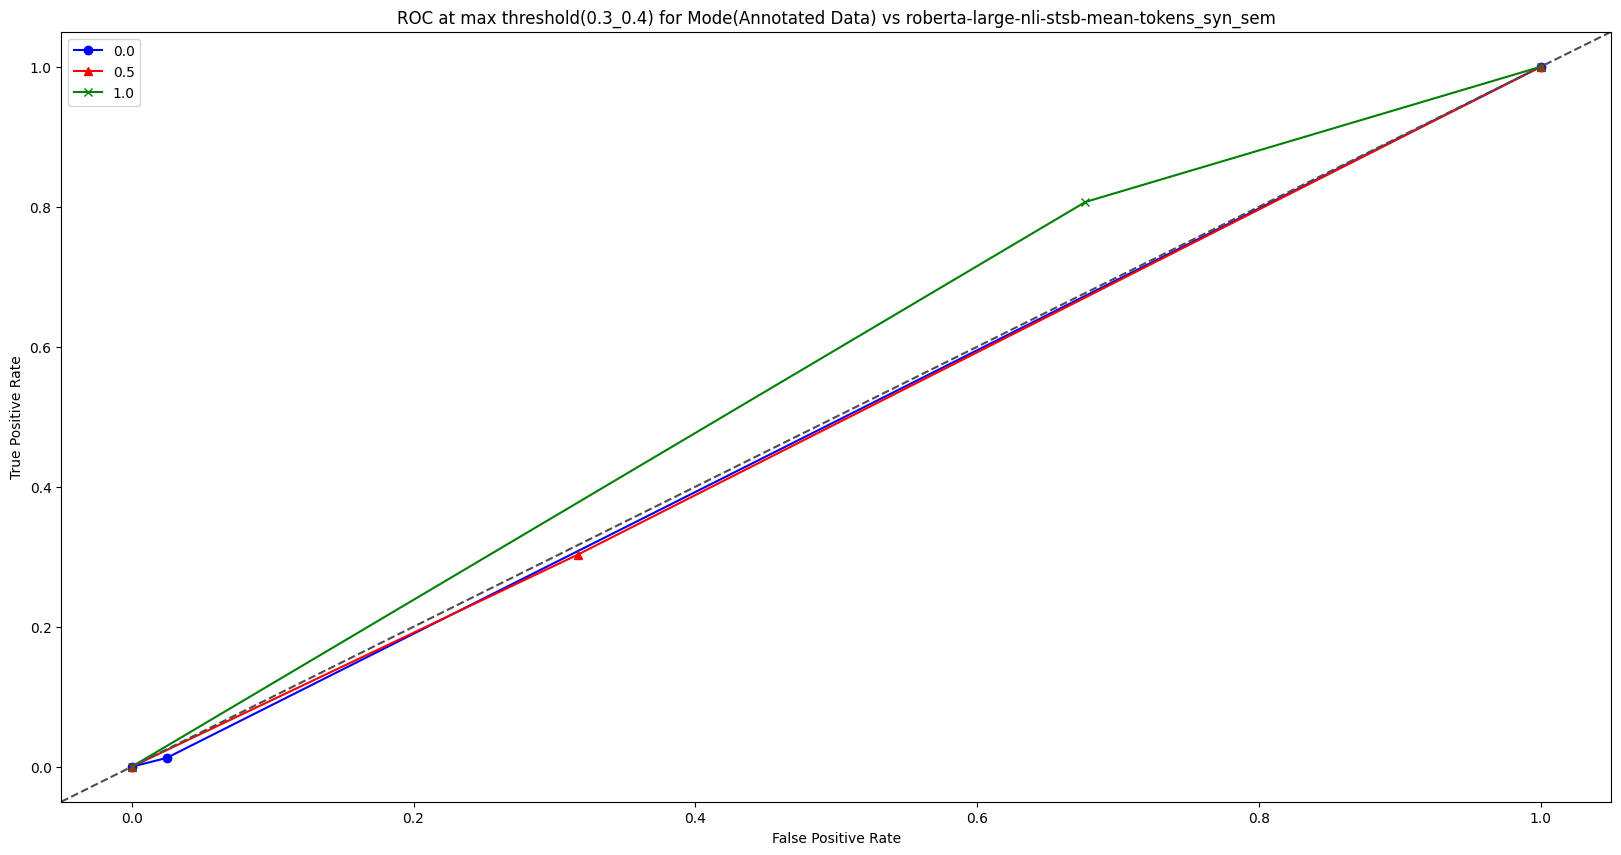 ROC at max threshold(0.3_0.4) for Mode(Annotated Data) vs roberta-large-nli-stsb-mean-tokens_syn_sem
0.0
0.5
1.0
True Positive Rate
1.0
0.8
0.6
0.4
0.2
0.0
0.0 0.2 0.4 0.6 0.8 1.0
False Positive Rate